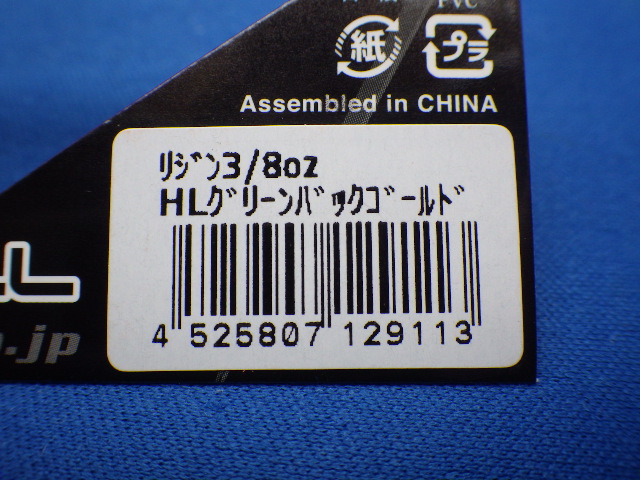 PVC
紙
プラ
Assembled in CHINA
ﾘｼﾞﾝ3/8oz
HLｸﾞﾘｰﾝﾊﾞｯｸｺﾞｰﾙﾄﾞ
LL
.jp
4 525807 129113